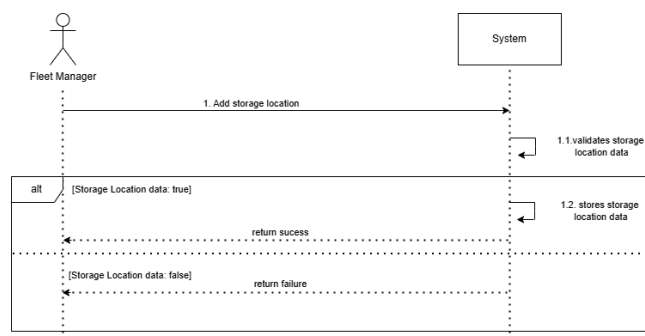 System
Fleet Manager
1. Add storage location
1.1.validates storage
location data
alt
[Storage Location data: true]
1.2. stores storage
location data
return sucess
[Storage Location data: false]
return failure